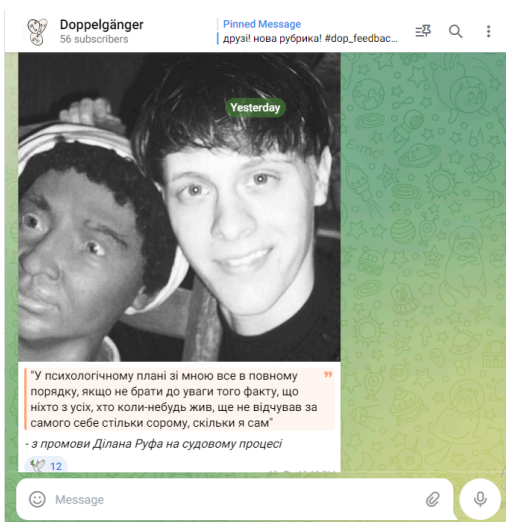 Doppelgänger
56 subscribers
Pinned Message
друзі! нова рубрика! #dop_feedbac...
Yesterday
"У психологічному плані зі мною все в повному
порядку, якщо не брати до уваги того факту, що
ніхто з усіх, хто коли-небудь жив, ще не відчував за
самого себе стільки сорому, скільки я сам"
- з промови Ділана Руфа на судовому процесі
12
Message